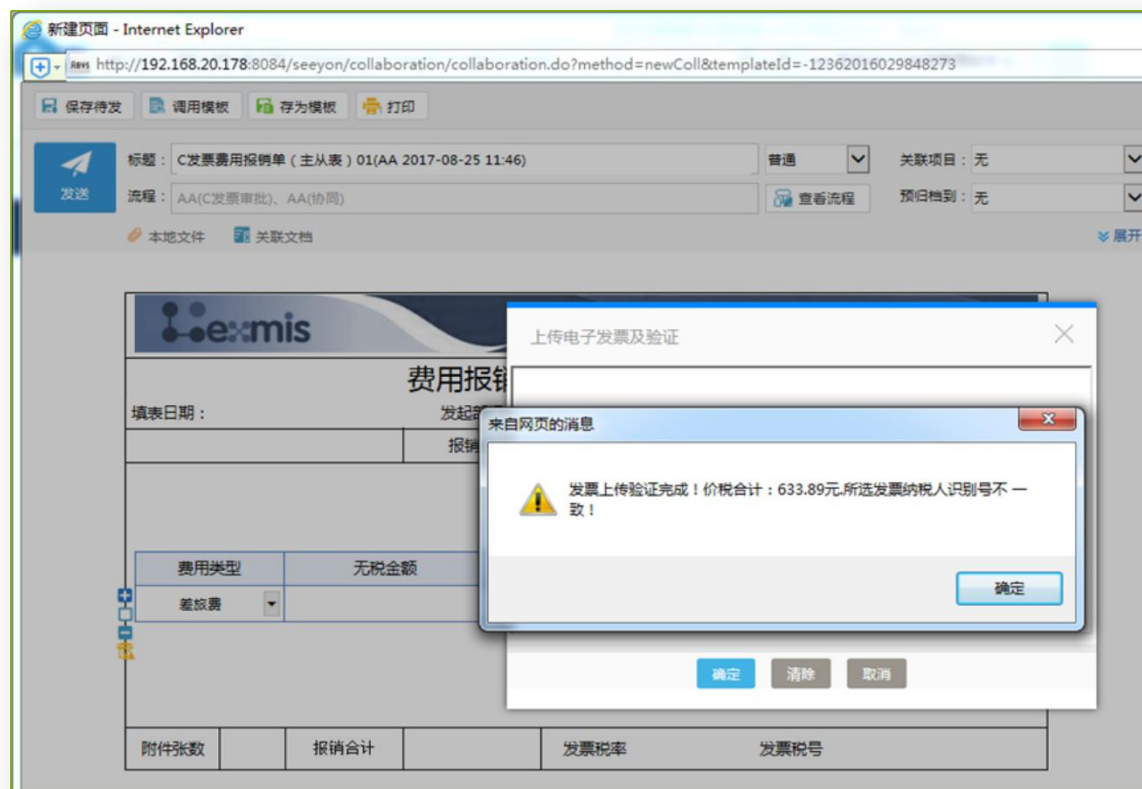 新建页面 - Internet Explorer
http://192.168.20.178:8084/seeyon/collaboration/collaboration.do?method=newColl&templateId=-12362016029848273
保存待发 调用模板 存为模板 打印
发送
标题： C发票费用报销单（主从表）01(AA 2017-08-25 11:46) 普通 关联项目： 无
流程： AA(C发票审批)、AA(协同) 查看流程 预归档到： 无
本地文件 关联文档 展开
exmis
上传电子发票及验证
费用报销
填表日期： 发起部
报销
来自网页的消息
发票上传验证完成！价税合计：633.89元.所选发票纳税人识别号不 一
致！
确定
费用类型 无税金额
差旅费
确定 清除 取消
附件张数 报销合计 发票税率 发票税号